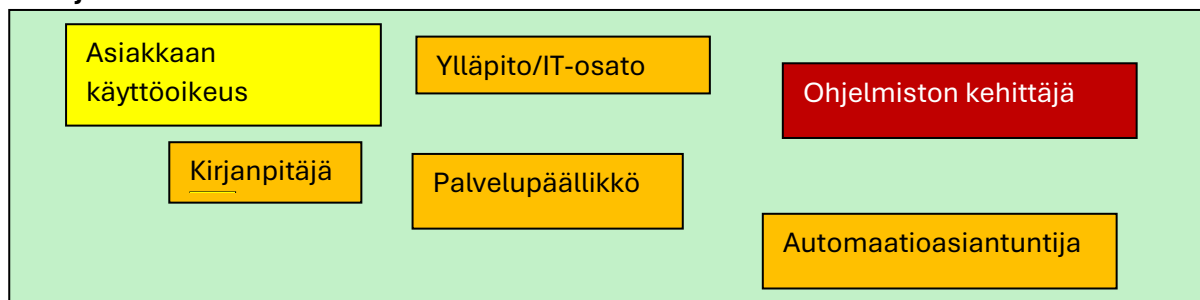 Asiakkaan
käyttöoikeus
Ylläpito/IT-osato
Ohjelmiston kehittäjä
Kirjanpitäjä
Palvelupäällikkö
Automaatioasiantuntija